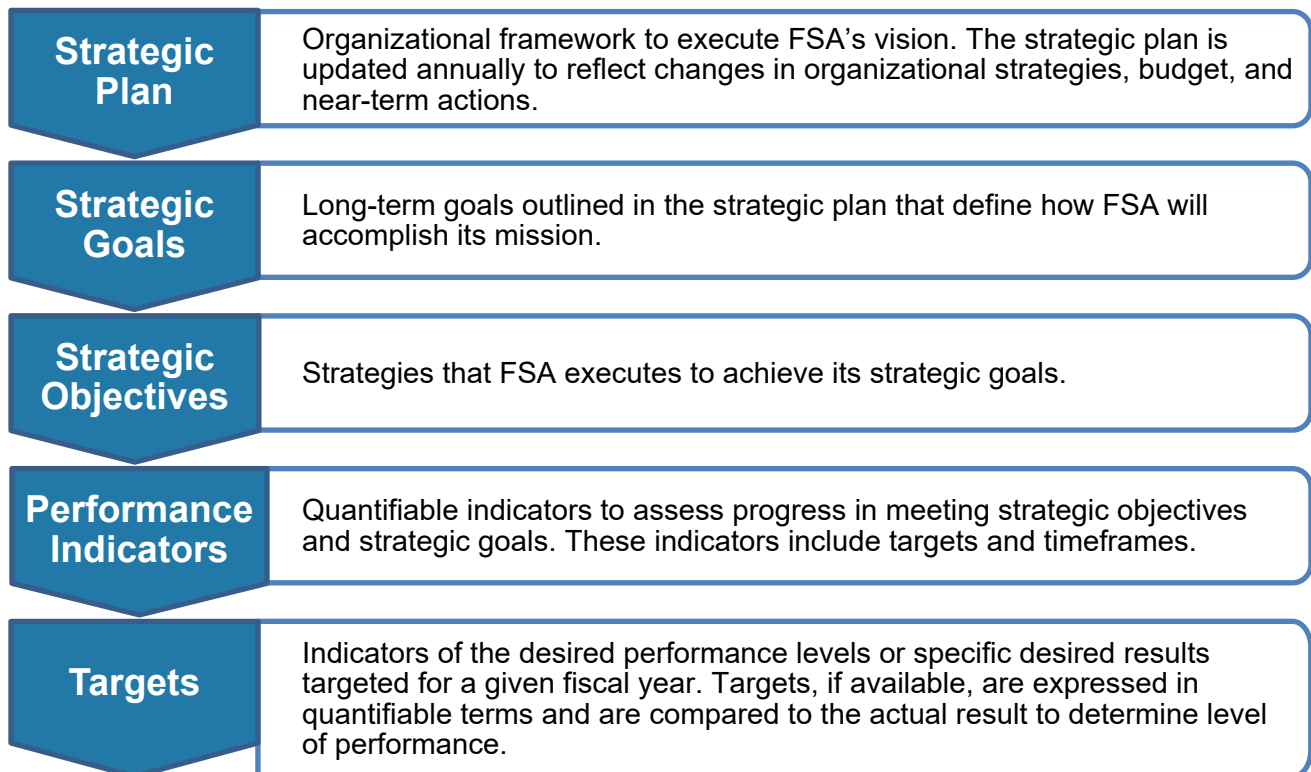 Strategic
Plan
Organizational framework to execute FSA’s vision. The strategic plan is
updated annually to reflect changes in organizational strategies, budget, and
near-term actions.
Strategic
Goals
Long-term goals outlined in the strategic plan that define how FSA will
accomplish its mission.
Strategic
Objectives
Strategies that FSA executes to achieve its strategic goals.
Performance
Indicators
Quantifiable indicators to assess progress in meeting strategic objectives
and strategic goals. These indicators include targets and timeframes.
Targets
Indicators of the desired performance levels or specific desired results
targeted for a given fiscal year. Targets, if available, are expressed in
quantifiable terms and are compared to the actual result to determine level
of performance.